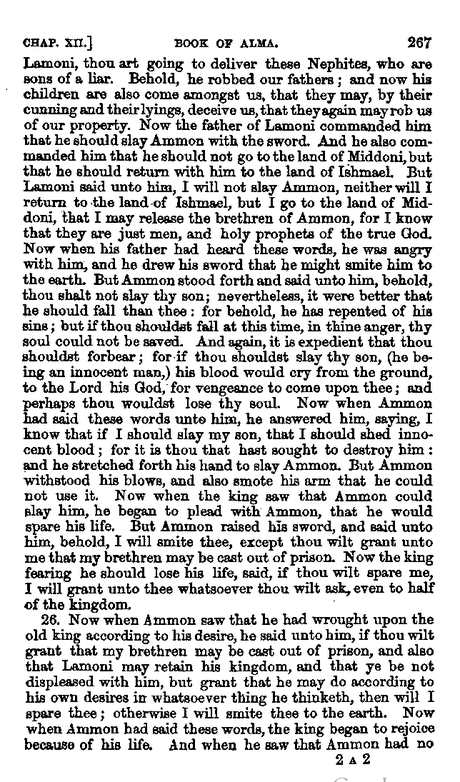 CHAP. XII.] BOOK OF ALMA. 267
Lamoni, thou art going to deliver these Nephites, who are
sons of a liar. Behold, he robbed our fathers; and now his
children are also come amongst us, that they may, by their
cunning and their lyings, deceive us, that they again may rob us
of our property. Now the father of Lamoni commanded him
that he should slay Ammon with the sword. And he also com-
manded him that he should not go to the land of Middoni, but
that he should return with him to the land of Ishmael. But
Lamoni said unto him, I will not slay Ammon, neither will I
return to the land of Ishmael, but I go to the land of Mid-
doni, that I may release the brethren of Ammon, for I know
that they are just men, and holy prophets of the true God.
Now when his father had heard these words, he was angry
with him, and he drew his sword that he might smite him to
the earth. But Ammon stood forth and said unto him, behold,
thou shalt not slay thy son; nevertheless, it were better that
he should fall than thee: for behold, he has repented of his
sins; but if thou shouldst fall at this time, in thine anger, thy
soul could not be saved. And again, it is expedient that thou
shouldst forbear; for if thou shouldst slay thy son, (he be-
ing an innocent man,) his blood would cry from the ground,
to the Lord his God, for vengeance to come upon thee; and
perhaps thou wouldst lose thy soul. Now when Ammon
had said these words unto him, he answered him, saying, I
know that if I should slay my son, that I should shed inno-
cent blood; for it is thou that hast sought to destroy him:
and he stretched forth his hand to slay Ammon. But Ammon
withstood his blows, and also smote his arm that he could
not use it. Now when the king saw that Ammon could
slay him, he began to plead with Ammon, that he would
spare his life. But Ammon raised his sword, and said unto
him, behold, I will smite thee, except thou wilt grant unto
me that my brethren may be cast out of prison. Now the king
fearing he should lose his life, said, if thou wilt spare me,
I will grant unto thee whatsoever thou wilt ask, even to half
of the kingdom.
26. Now when Ammon saw that he had wrought upon the
old king according to his desire, he said unto him, if thou wilt
grant that my brethren may be cast out of prison, and also
that Lamoni may retain his kingdom, and that ye be not
displeased with him, but grant that he may do according to
his own desires in whatsoever thing he thinketh, then will I
spare thee; otherwise I will smite thee to the earth. Now
when Ammon had said these words, the king began to rejoice
because of his life. And when he saw that Ammon had no
2 A 2